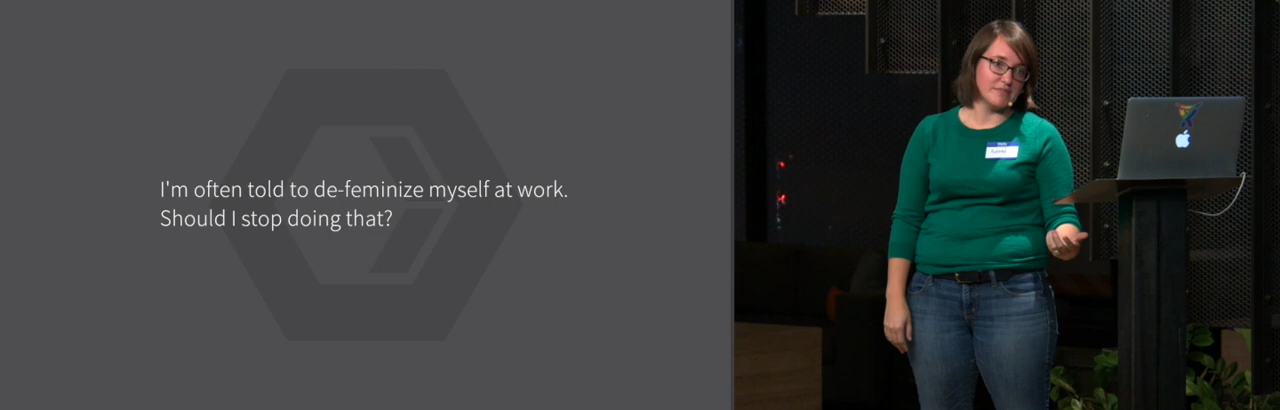 I'm often told to de-feminize myself at work.
Should I stop doing that?